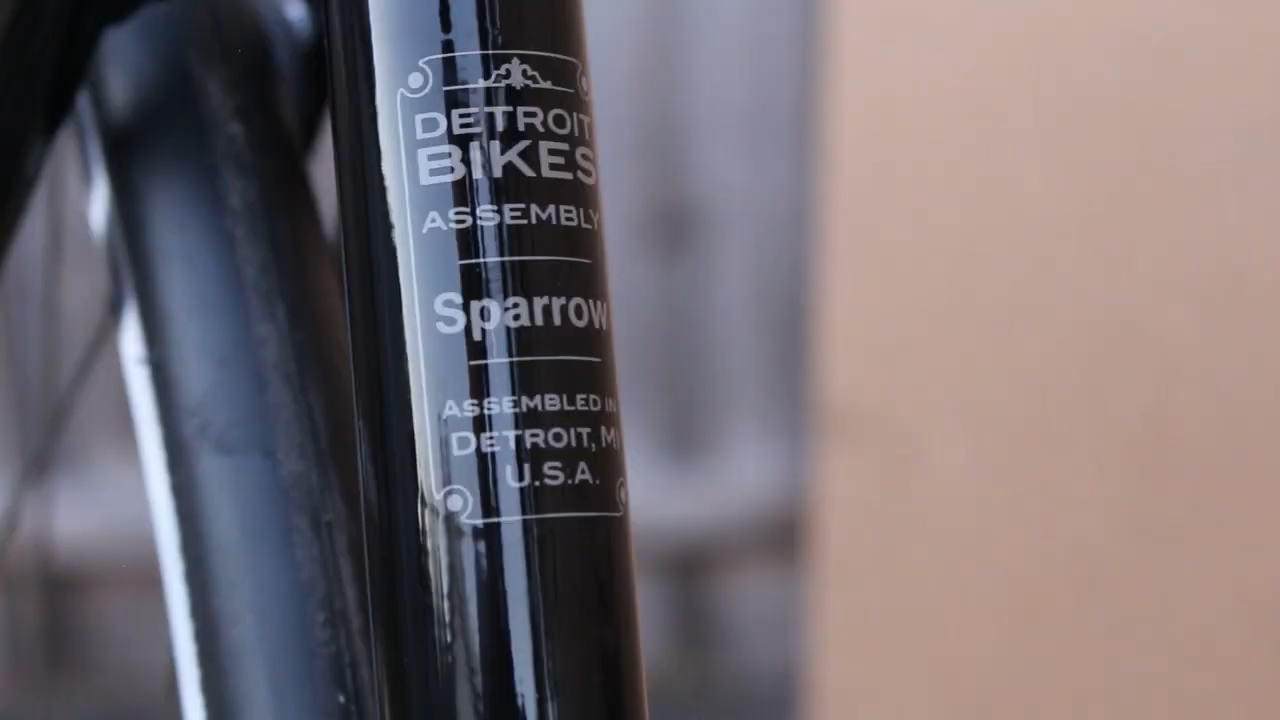 DETROIT
BIKES
ASSEMBLY
Sparrow
ASSEMBLED IN
DETROIT, MI
U.S.A.